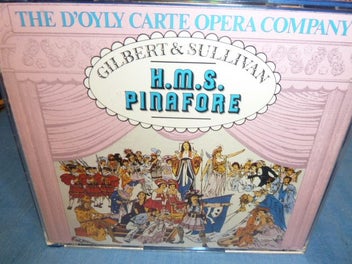 THE D'OYLY CARTE OPERA COMPANY
GILBERT & SULLIVAN
H.M.S.
PINAFORE